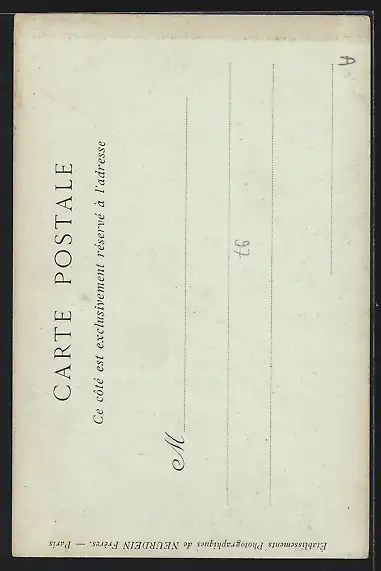 CARTE POSTALE
Ce côté est exclusivement réservé à l'adresse
M
97
A
Etablissements Photographiques de NEURDEIN Frères. — Paris